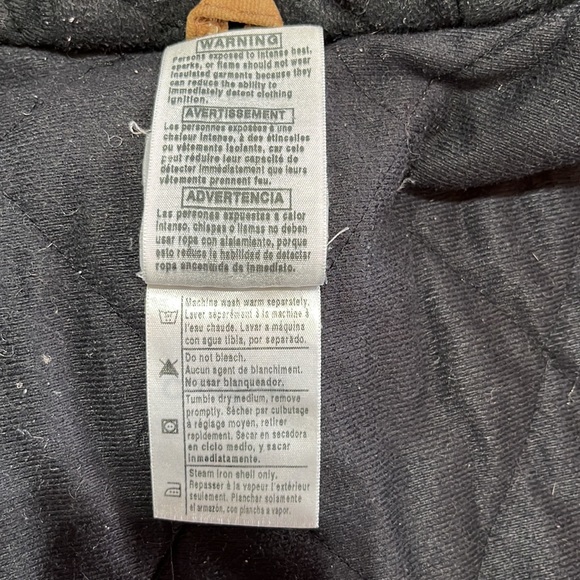 WARNING
Persons exposed to intense heat,
sparks, or flame should not wear
insulated garments because they
can reduce the ability to
immediately detect clothing
ignition.
AVERTISSEMENT
Les personnes exposées à une
chaleur intense, à des étincelles
ou vêtements isolants, car cela
peut réduire leur capacité de
détecter immédiatement que leurs
vêtements prennent feu.
ADVERTENCIA
Las personas expuestas a calor
intenso, chispas o llamas no deben
usar ropa con aislamiento, porque
esto reduce la habilidad de detectar
ropa encendida de inmediato.
Machine wash warm separately.
Laver séparément à la machine à
l'eau chaude. Lavar a máquina
con agua tibia, por separado.
Do not bleach.
Aucun agent de blanchiment.
No usar blanqueador.
Tumble dry medium, remove
promptly. Sécher par culbutage
à réglage moyen, retirer
rapidement. Secar en secadora
en ciclo medio, y sacar
inmediatamente.
Steam iron shell only.
Repasser à la vapeur l'extérieur
seulement. Planchar solamente
el armazón, con plancha a vapor.